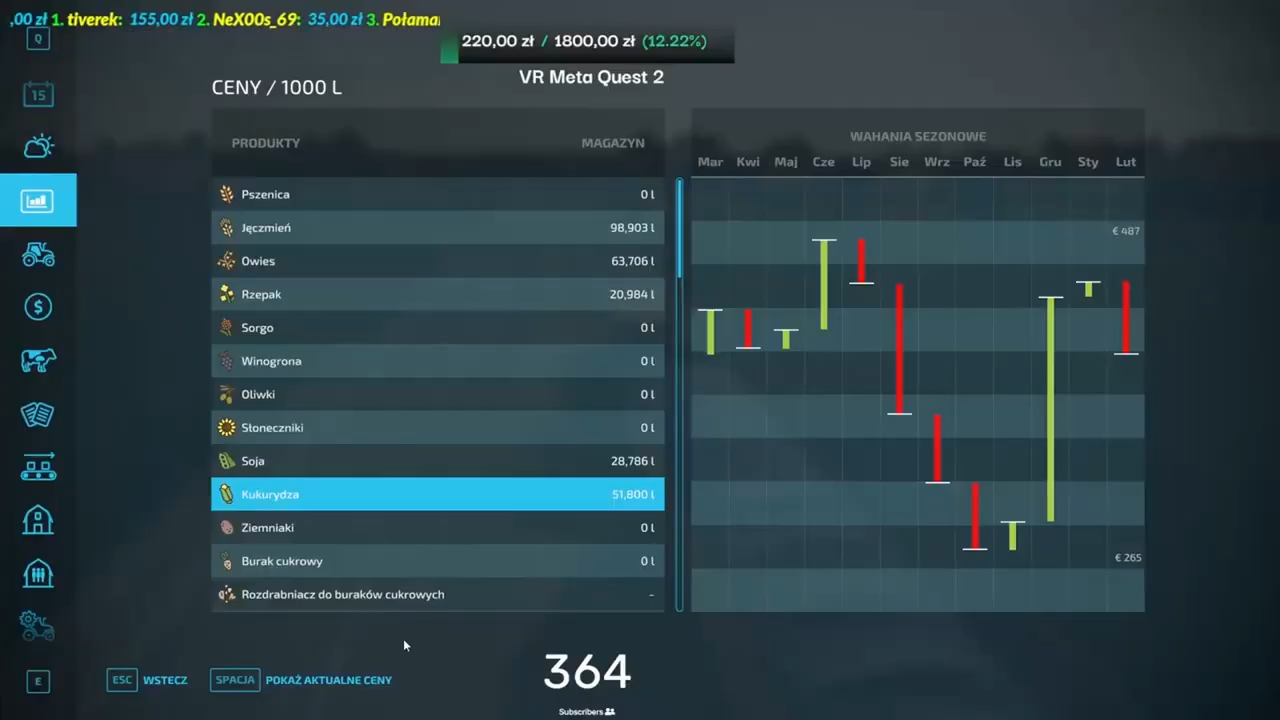 ,00 zł 1. tiverek: 155,00 zł 2. NeX00s_69: 35,00 zł 3. Połamar
Q
220,00 zł / 1800,00 zł (12.22%)
VR Meta Quest 2
CENY / 1000 L
15
PRODUKTY MAGAZYN
WAHANIA SEZONOWE
Mar Kwi Maj Cze Lip Sie Wrz Paź Lis Gru Sty Lut
Pszenica 0 l
Jęczmień 98,903 l
€ 487
Owies 63,706 l
Rzepak 20,984 l
Sorgo 0 l
Winogrona 0 l
Oliwki 0 l
Słoneczniki 0 l
Soja 28,786 l
Kukurydza 51,800 l
Ziemniaki 0 l
Burak cukrowy 0 l
€ 265
Rozdrabniacz do buraków cukrowych -
E
ESC WSTECZ SPACJA POKAŻ AKTUALNE CENY
364
Subscribers